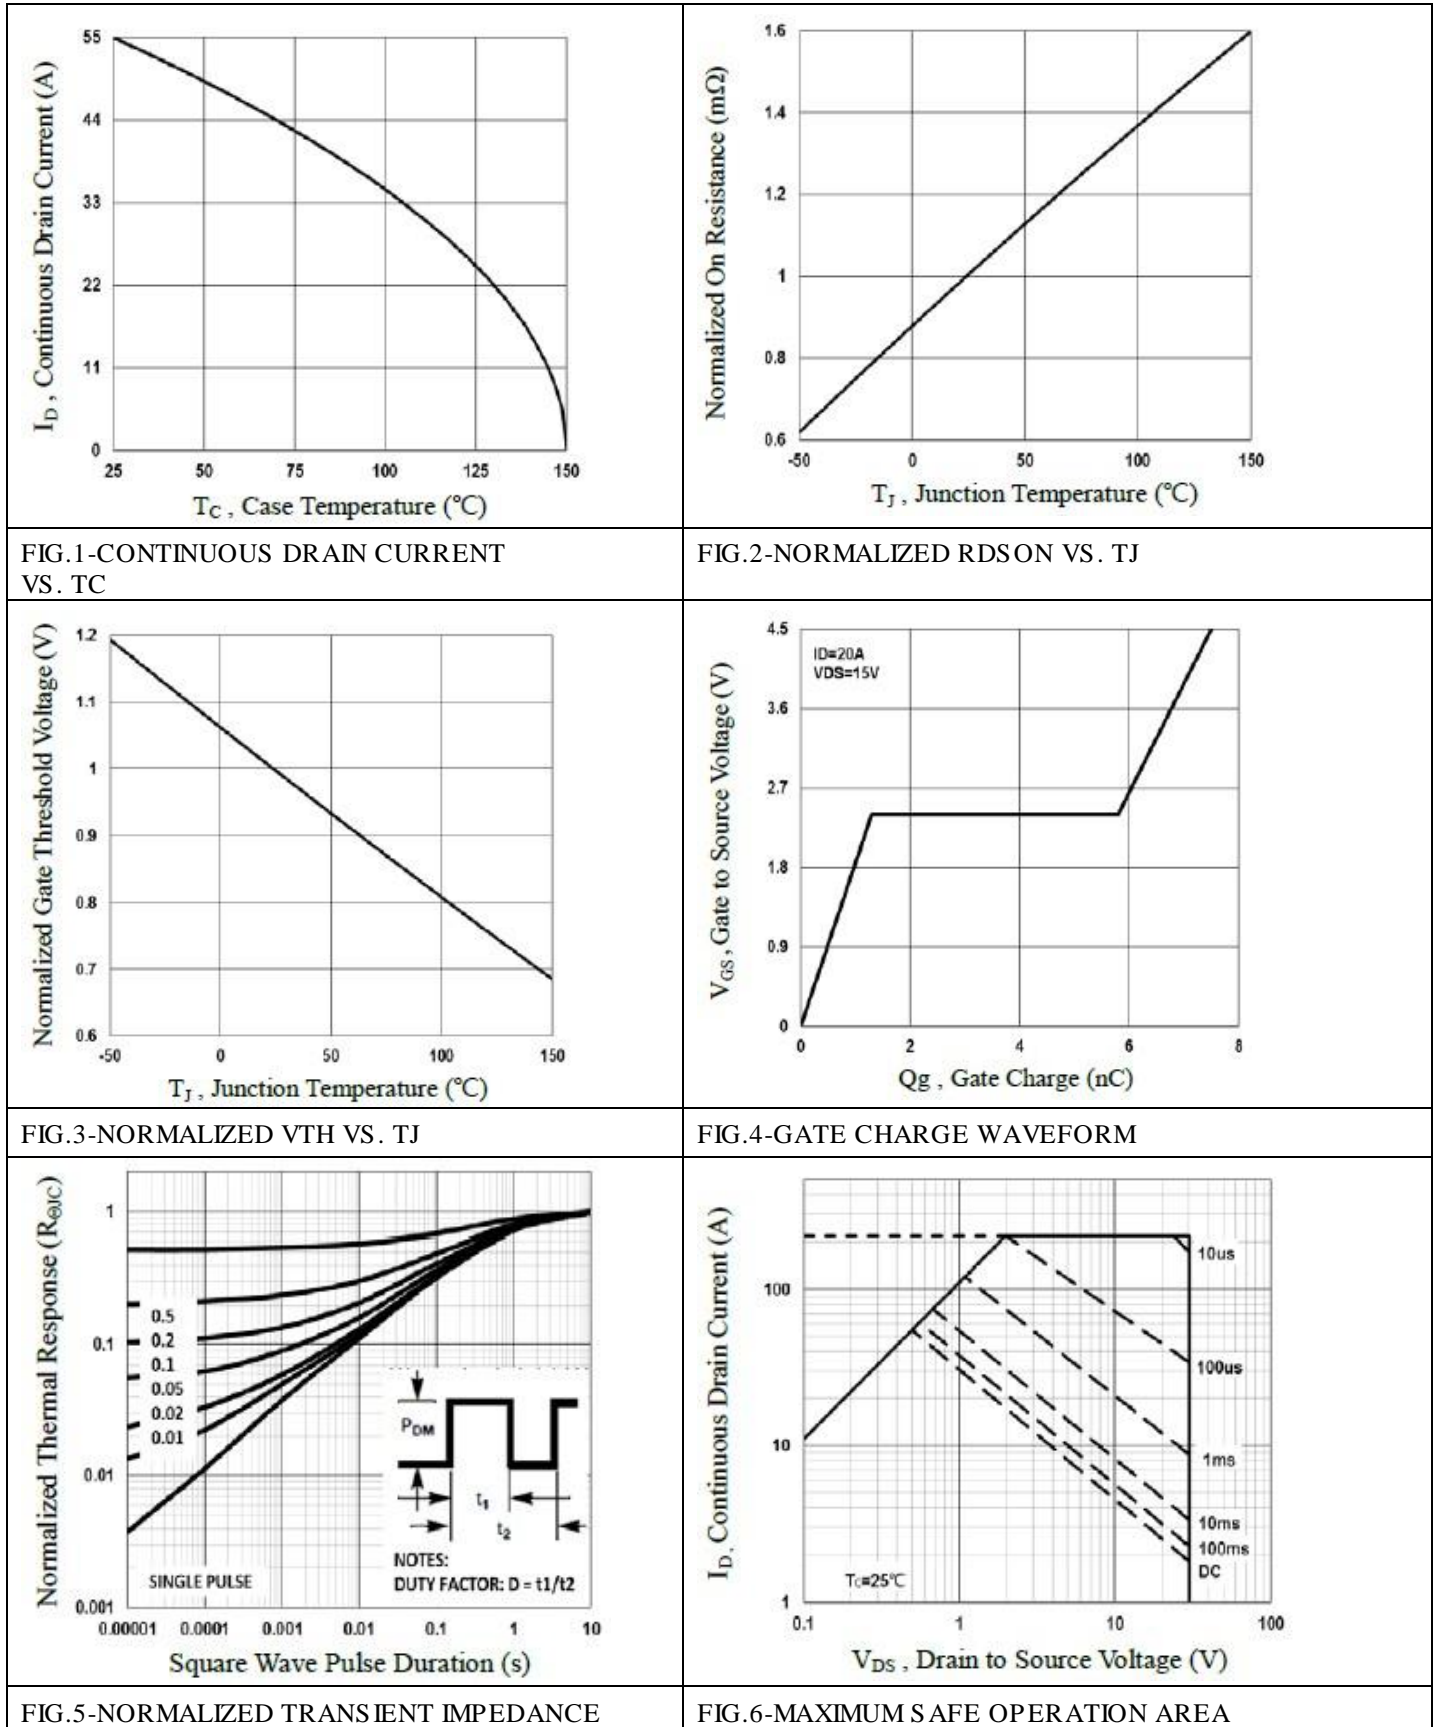 55
44
33
22
11
0
25 50 75 100 125 150
I_D , Continuous Drain Current (A)
T_C , Case Temperature (℃)
FIG.1-CONTINUOUS DRAIN CURRENT
VS. TC
1.6
1.4
1.2
1
0.8
0.6
-50 0 50 100 150
Normalized On Resistance (mΩ)
T_J , Junction Temperature (℃)
FIG.2-NORMALIZED RDSON VS. TJ
1.2
1.1
1
0.9
0.8
0.7
0.6
-50 0 50 100 150
Normalized Gate Threshold Voltage (V)
T_J , Junction Temperature (℃)
FIG.3-NORMALIZED VTH VS. TJ
4.5
3.6
2.7
1.8
0.9
0
0 2 4 6 8
ID=20A
VDS=15V
V_GS , Gate to Source Voltage (V)
Qg , Gate Charge (nC)
FIG.4-GATE CHARGE WAVEFORM
1
0.1
0.01
0.001
0.00001 0.0001 0.001 0.01 0.1 1 10
Normalized Thermal Response (R_ΘJC)
0.5
0.2
0.1
0.05
0.02
0.01
SINGLE PULSE
P_DM
t₁
t₂
NOTES:
DUTY FACTOR: D = t1/t2
Square Wave Pulse Duration (s)
FIG.5-NORMALIZED TRANSIENT IMPEDANCE
100
10
1
0.1 1 10 100
I_D, Continuous Drain Current (A)
10us
100us
1ms
10ms
100ms
DC
Tc=25℃
V_DS , Drain to Source Voltage (V)
FIG.6-MAXIMUM SAFE OPERATION AREA